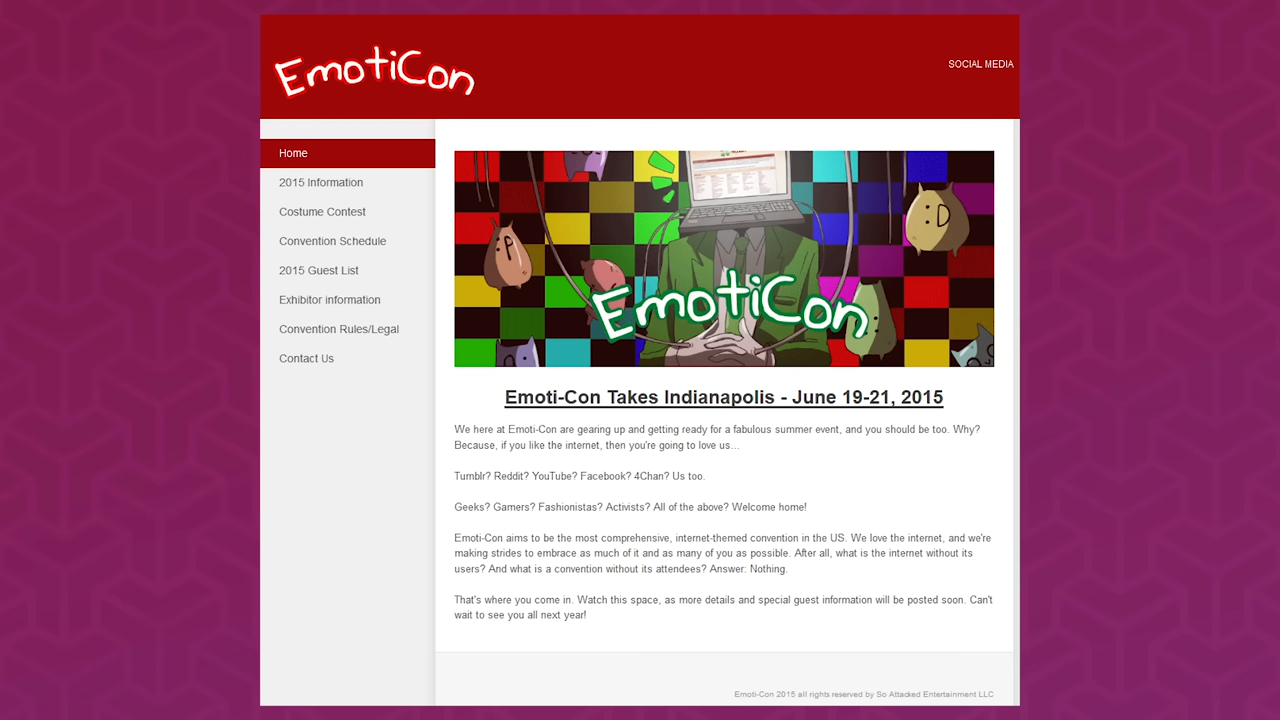 EmotiCon
SOCIAL MEDIA
Home
2015 Information
Costume Contest
Convention Schedule
2015 Guest List
Exhibitor information
Convention Rules/Legal
Contact Us
EmotiCon
Emoti-Con Takes Indianapolis - June 19-21, 2015
We here at Emoti-Con are gearing up and getting ready for a fabulous summer event, and you should be too. Why?
Because, if you like the internet, then you're going to love us...
Tumblr? Reddit? YouTube? Facebook? 4Chan? Us too.
Geeks? Gamers? Fashionistas? Activists? All of the above? Welcome home!
Emoti-Con aims to be the most comprehensive, internet-themed convention in the US. We love the internet, and we're
making strides to embrace as much of it and as many of you as possible. After all, what is the internet without its
users? And what is a convention without its attendees? Answer: Nothing.
That's where you come in. Watch this space, as more details and special guest information will be posted soon. Can't
wait to see you all next year!
Emoti-Con 2015 all rights reserved by So Attacked Entertainment LLC